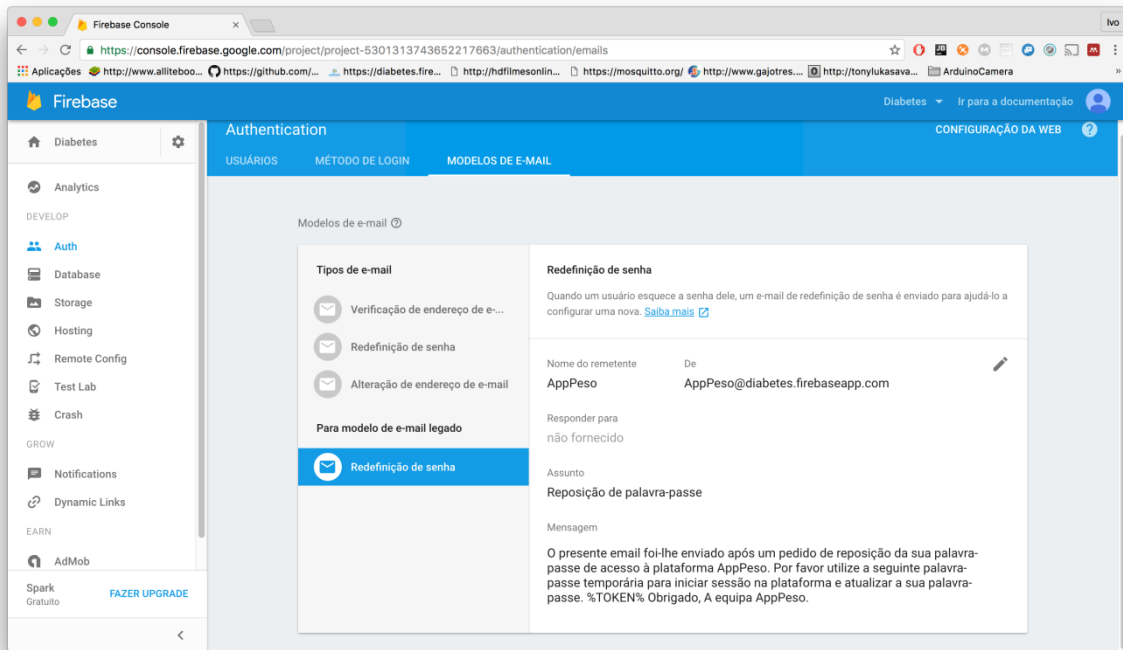 Firebase Console
Ivo
https://console.firebase.google.com/project/project-5301313743652217663/authentication/emails
Aplicações http://www.alliteboo... https://github.com/... https://diabetes.fire... http://hdfilmesonlin... https://mosquitto.org/ http://www.gajotres.... http://tonylukasava... ArduinoCamera »
Firebase
Diabetes
Ir para a documentação
Diabetes
Authentication
CONFIGURAÇÃO DA WEB
USUÁRIOS MÉTODO DE LOGIN MODELOS DE E-MAIL
Analytics
DEVELOP
Auth
Database
Storage
Hosting
Remote Config
Test Lab
Crash
GROW
Notifications
Dynamic Links
EARN
AdMob
Spark
Gratuito
FAZER UPGRADE
Modelos de e-mail
Tipos de e-mail
Verificação de endereço de e-...
Redefinição de senha
Alteração de endereço de e-mail
Para modelo de e-mail legado
Redefinição de senha
Redefinição de senha
Quando um usuário esquece a senha dele, um e-mail de redefinição de senha é enviado para ajudá-lo a
configurar uma nova. Saiba mais
Nome do remetente
AppPeso
De
AppPeso@diabetes.firebaseapp.com
Responder para
não fornecido
Assunto
Reposição de palavra-passe
Mensagem
O presente email foi-lhe enviado após um pedido de reposição da sua palavra-
passe de acesso à plataforma AppPeso. Por favor utilize a seguinte palavra-
passe temporária para iniciar sessão na plataforma e atualizar a sua palavra-
passe. %TOKEN% Obrigado, A equipa AppPeso.